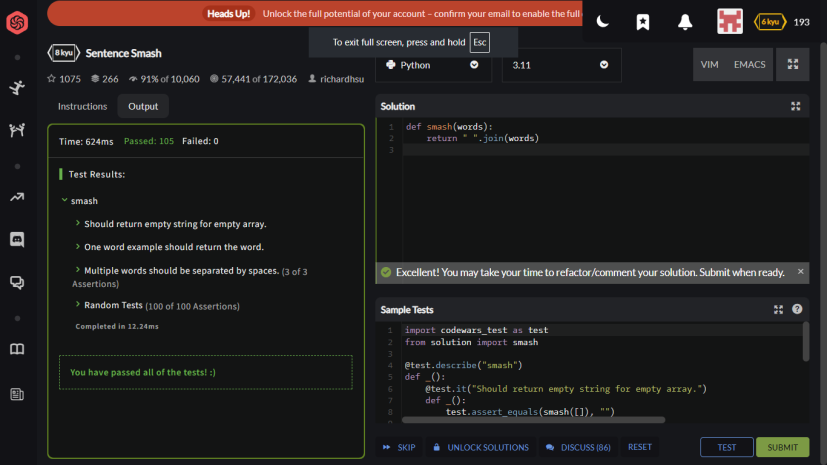 Heads Up! Unlock the full potential of your account – confirm your email to enable the full
To exit full screen, press and hold Esc
6 kyu 193
8 kyu Sentence Smash
1075 266 91% of 10,060 57,441 of 172,036 richardhsu
Python 3.11 VIM EMACS
Instructions Output
Time: 624ms Passed: 105 Failed: 0
Test Results:
smash
Should return empty string for empty array.
One word example should return the word.
Multiple words should be separated by spaces. (3 of 3
Assertions)
Random Tests (100 of 100 Assertions)
Completed in 12.24ms
You have passed all of the tests! :)
Solution
1 def smash(words):
2 return " ".join(words)
3
Excellent! You may take your time to refactor/comment your solution. Submit when ready. ×
Sample Tests
1 import codewars_test as test
2 from solution import smash
3
4 @test.describe("smash")
5 def _():
6 @test.it("Should return empty string for empty array.")
7 def _():
8 test.assert_equals(smash([]), "")
SKIP UNLOCK SOLUTIONS DISCUSS (86) RESET TEST SUBMIT